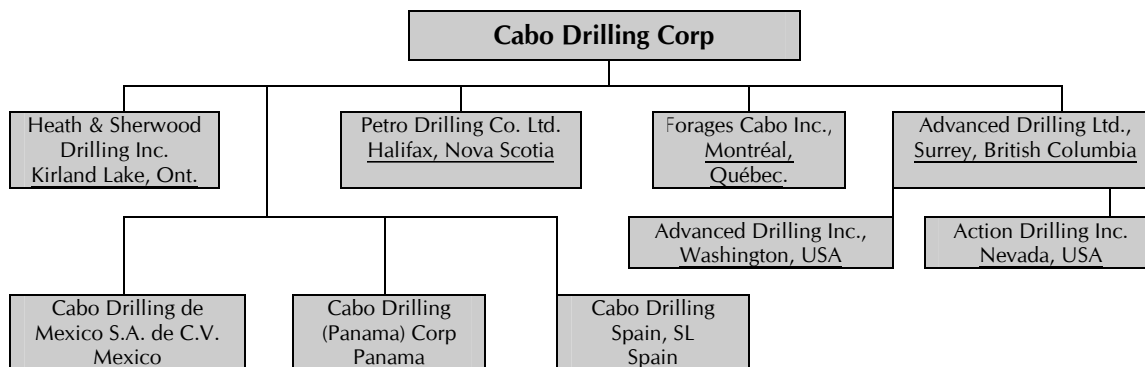 Cabo Drilling Corp
Heath & Sherwood
Drilling Inc.
Kirland Lake, Ont.
Petro Drilling Co. Ltd.
Halifax, Nova Scotia
Forages Cabo Inc.,
Montréal,
Québec.
Advanced Drilling Ltd.,
Surrey, British Columbia
Advanced Drilling Inc.,
Washington, USA
Action Drilling Inc.
Nevada, USA
Cabo Drilling de
Mexico S.A. de C.V.
Mexico
Cabo Drilling
(Panama) Corp
Panama
Cabo Drilling
Spain, SL
Spain